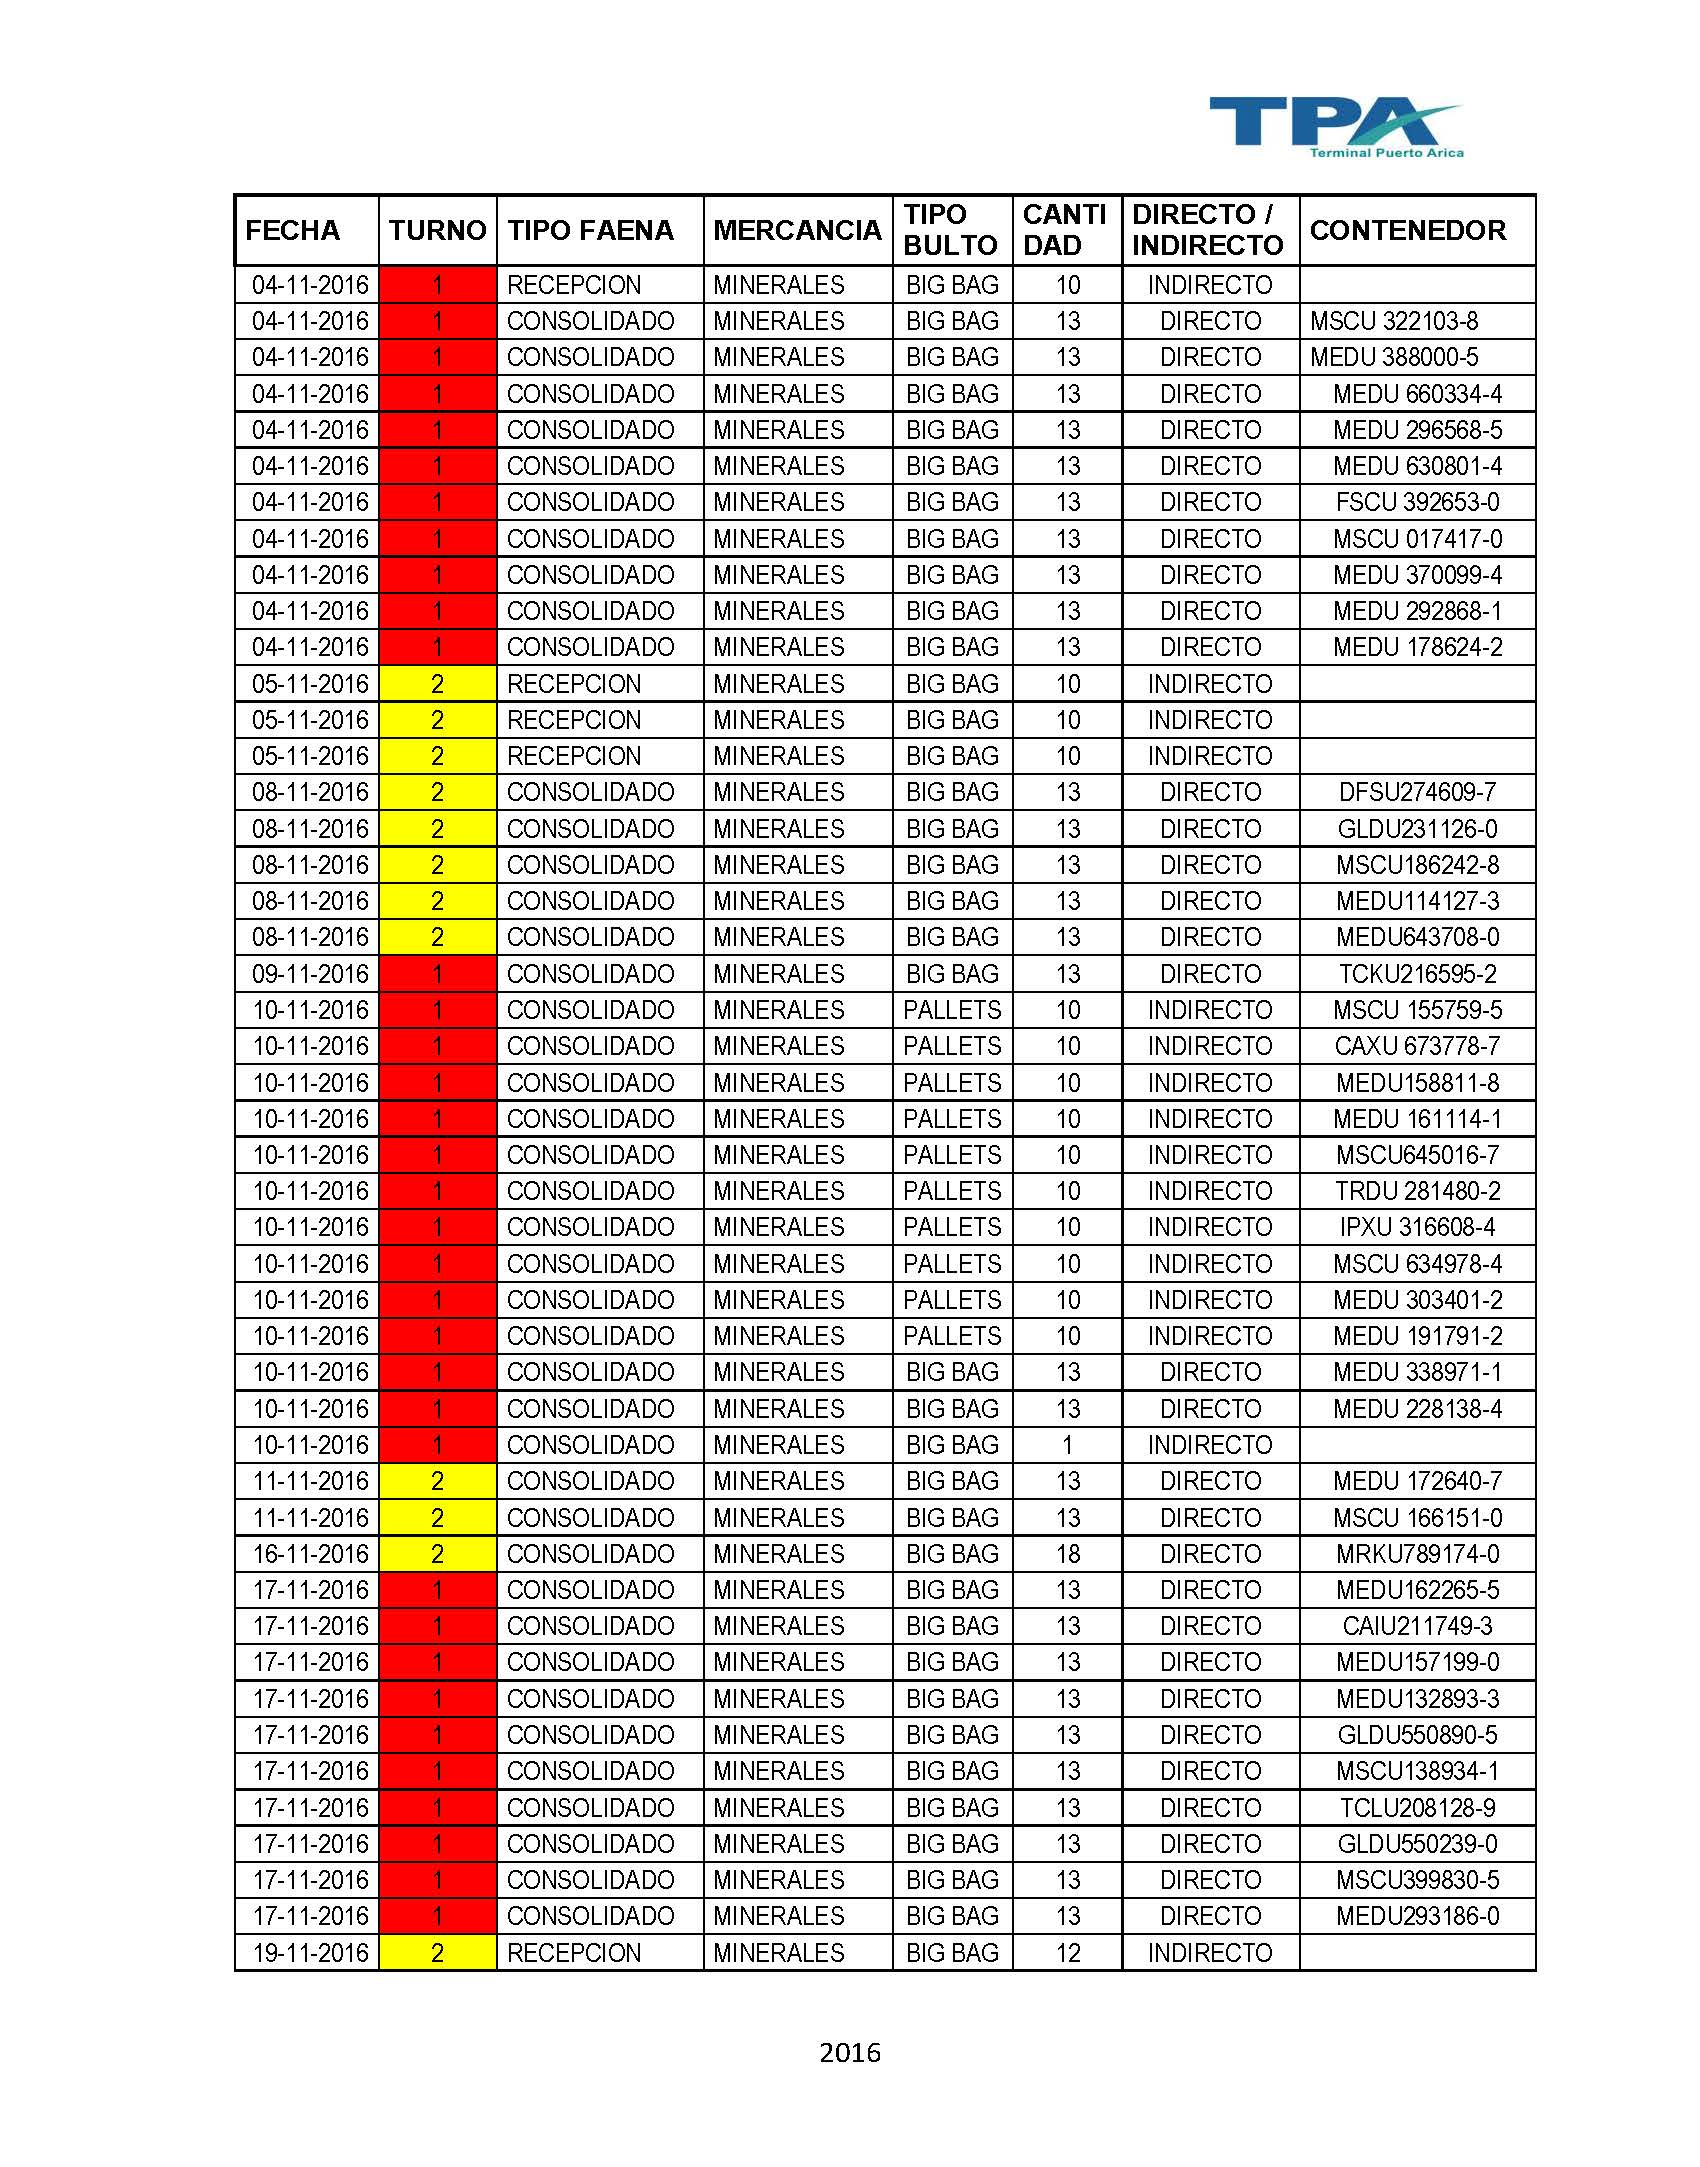 TPA
Terminal Puerto Arica
FECHA TURNO TIPO FAENA MERCANCIA TIPO BULTO CANTI DAD DIRECTO / INDIRECTO CONTENEDOR
04-11-2016 1 RECEPCION MINERALES BIG BAG 10 INDIRECTO
04-11-2016 1 CONSOLIDADO MINERALES BIG BAG 13 DIRECTO MSCU 322103-8
04-11-2016 1 CONSOLIDADO MINERALES BIG BAG 13 DIRECTO MEDU 388000-5
04-11-2016 1 CONSOLIDADO MINERALES BIG BAG 13 DIRECTO MEDU 660334-4
04-11-2016 1 CONSOLIDADO MINERALES BIG BAG 13 DIRECTO MEDU 296568-5
04-11-2016 1 CONSOLIDADO MINERALES BIG BAG 13 DIRECTO MEDU 630801-4
04-11-2016 1 CONSOLIDADO MINERALES BIG BAG 13 DIRECTO FSCU 392653-0
04-11-2016 1 CONSOLIDADO MINERALES BIG BAG 13 DIRECTO MSCU 017417-0
04-11-2016 1 CONSOLIDADO MINERALES BIG BAG 13 DIRECTO MEDU 370099-4
04-11-2016 1 CONSOLIDADO MINERALES BIG BAG 13 DIRECTO MEDU 292868-1
04-11-2016 1 CONSOLIDADO MINERALES BIG BAG 13 DIRECTO MEDU 178624-2
05-11-2016 2 RECEPCION MINERALES BIG BAG 10 INDIRECTO
05-11-2016 2 RECEPCION MINERALES BIG BAG 10 INDIRECTO
05-11-2016 2 RECEPCION MINERALES BIG BAG 10 INDIRECTO
08-11-2016 2 CONSOLIDADO MINERALES BIG BAG 13 DIRECTO DFSU274609-7
08-11-2016 2 CONSOLIDADO MINERALES BIG BAG 13 DIRECTO GLDU231126-0
08-11-2016 2 CONSOLIDADO MINERALES BIG BAG 13 DIRECTO MSCU186242-8
08-11-2016 2 CONSOLIDADO MINERALES BIG BAG 13 DIRECTO MEDU114127-3
08-11-2016 2 CONSOLIDADO MINERALES BIG BAG 13 DIRECTO MEDU643708-0
09-11-2016 1 CONSOLIDADO MINERALES BIG BAG 13 DIRECTO TCKU216595-2
10-11-2016 1 CONSOLIDADO MINERALES PALLETS 10 INDIRECTO MSCU 155759-5
10-11-2016 1 CONSOLIDADO MINERALES PALLETS 10 INDIRECTO CAXU 673778-7
10-11-2016 1 CONSOLIDADO MINERALES PALLETS 10 INDIRECTO MEDU158811-8
10-11-2016 1 CONSOLIDADO MINERALES PALLETS 10 INDIRECTO MEDU 161114-1
10-11-2016 1 CONSOLIDADO MINERALES PALLETS 10 INDIRECTO MSCU645016-7
10-11-2016 1 CONSOLIDADO MINERALES PALLETS 10 INDIRECTO TRDU 281480-2
10-11-2016 1 CONSOLIDADO MINERALES PALLETS 10 INDIRECTO IPXU 316608-4
10-11-2016 1 CONSOLIDADO MINERALES PALLETS 10 INDIRECTO MSCU 634978-4
10-11-2016 1 CONSOLIDADO MINERALES PALLETS 10 INDIRECTO MEDU 303401-2
10-11-2016 1 CONSOLIDADO MINERALES PALLETS 10 INDIRECTO MEDU 191791-2
10-11-2016 1 CONSOLIDADO MINERALES BIG BAG 13 DIRECTO MEDU 338971-1
10-11-2016 1 CONSOLIDADO MINERALES BIG BAG 13 DIRECTO MEDU 228138-4
10-11-2016 1 CONSOLIDADO MINERALES BIG BAG 1 INDIRECTO
11-11-2016 2 CONSOLIDADO MINERALES BIG BAG 13 DIRECTO MEDU 172640-7
11-11-2016 2 CONSOLIDADO MINERALES BIG BAG 13 DIRECTO MSCU 166151-0
16-11-2016 2 CONSOLIDADO MINERALES BIG BAG 18 DIRECTO MRKU789174-0
17-11-2016 1 CONSOLIDADO MINERALES BIG BAG 13 DIRECTO MEDU162265-5
17-11-2016 1 CONSOLIDADO MINERALES BIG BAG 13 DIRECTO CAIU211749-3
17-11-2016 1 CONSOLIDADO MINERALES BIG BAG 13 DIRECTO MEDU157199-0
17-11-2016 1 CONSOLIDADO MINERALES BIG BAG 13 DIRECTO MEDU132893-3
17-11-2016 1 CONSOLIDADO MINERALES BIG BAG 13 DIRECTO GLDU550890-5
17-11-2016 1 CONSOLIDADO MINERALES BIG BAG 13 DIRECTO MSCU138934-1
17-11-2016 1 CONSOLIDADO MINERALES BIG BAG 13 DIRECTO TCLU208128-9
17-11-2016 1 CONSOLIDADO MINERALES BIG BAG 13 DIRECTO GLDU550239-0
17-11-2016 1 CONSOLIDADO MINERALES BIG BAG 13 DIRECTO MSCU399830-5
17-11-2016 1 CONSOLIDADO MINERALES BIG BAG 13 DIRECTO MEDU293186-0
19-11-2016 2 RECEPCION MINERALES BIG BAG 12 INDIRECTO
2016